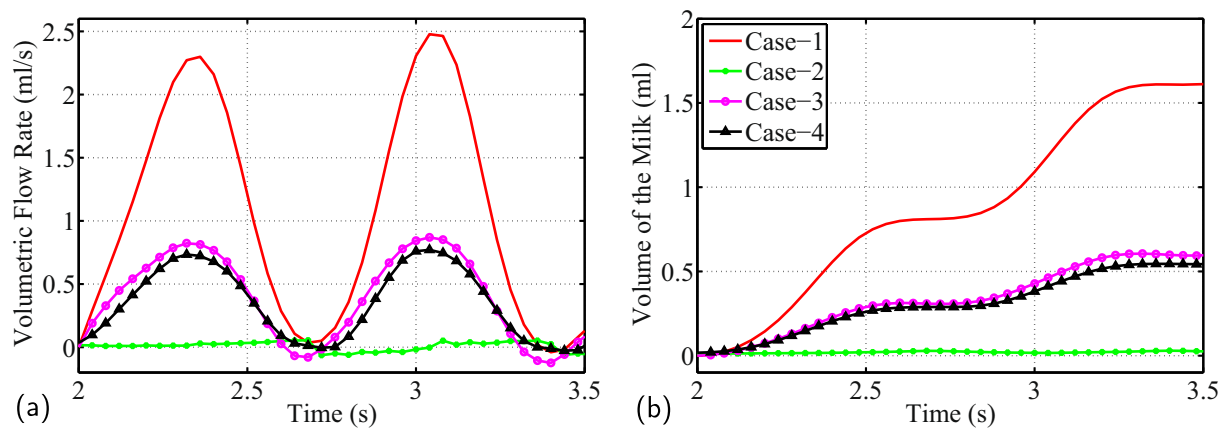 2.5
2
1.5
1
0.5
0
2
2.5
3
3.5
Volumetric Flow Rate (ml/s)
Time (s)
(a)
2
1.5
1
0.5
0
2
2.5
3
3.5
Volume of the Milk (ml)
Time (s)
(b)
Case−1
Case−2
Case−3
Case−4